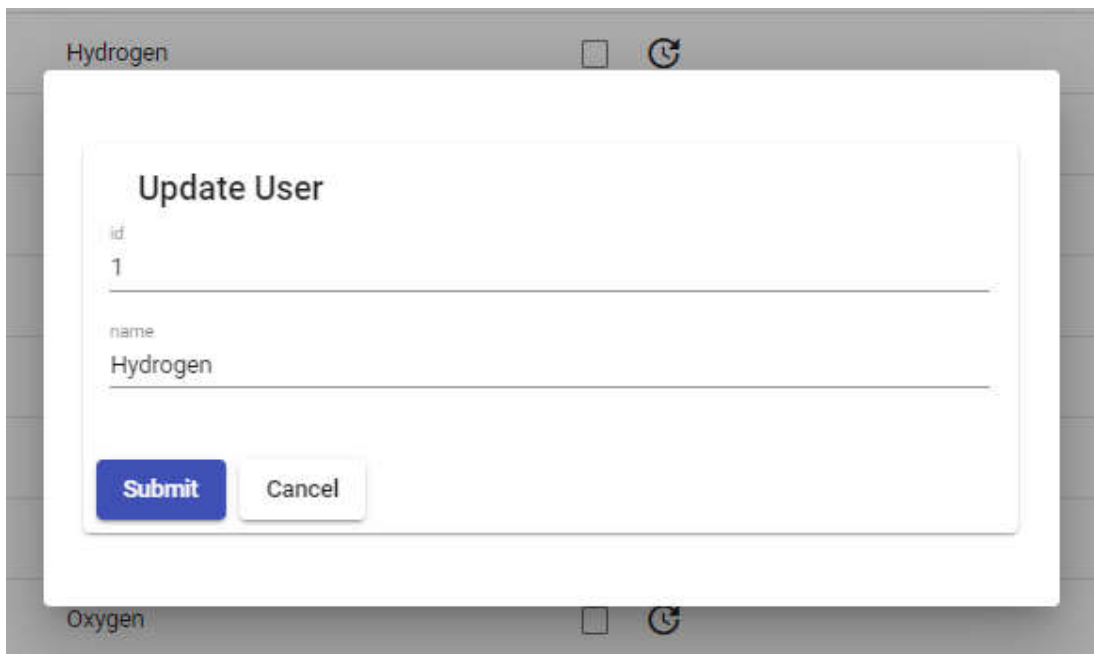 Hydrogen
Update User
id
1
name
Hydrogen
Submit Cancel
Oxygen